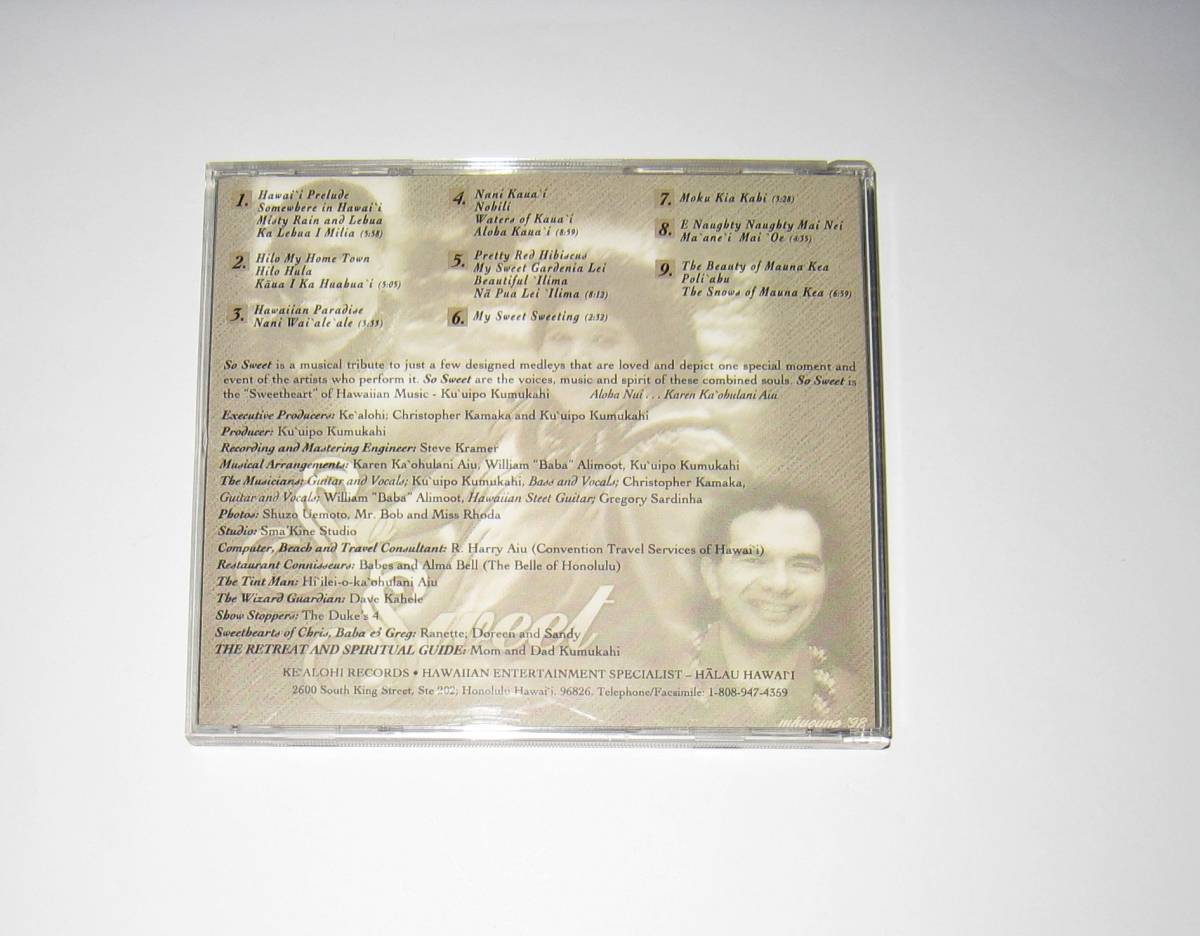 1. Hawai`i Prelude
Somewhere in Hawai`i
Misty Rain and Lehua
Ka Lehua I Milia (5:58)
2. Hilo My Home Town
Hilo Hula
Kāua I Ka Huahua`i (5:05)
3. Hawaiian Paradise
Nani Wai`ale`ale (5:55)
4. Nani Kaua`i
Nohili
Waters of Kaua`i
Aloha Kaua`i (8:59)
5. Pretty Red Hibiscus
My Sweet Gardenia Lei
Beautiful `Ilima
Nā Pua Lei `Ilima (8:12)
6. My Sweet Sweeting (2:52)
7. Moku Kia Kahi (3:28)
8. E Naughty Naughty Mai Nei
Ma`ane`i Mai `Oe (4:35)
9. The Beauty of Mauna Kea
Poli`ahu
The Snows of Mauna Kea (6:59)
So Sweet is a musical tribute to just a few designed medleys that are loved and depict one special moment and
event of the artists who perform it. So Sweet are the voices, music and spirit of these combined souls. So Sweet is
the "Sweetheart" of Hawaiian Music - Ku`uipo Kumukahi Aloha Nui . . . Karen Ka`ohulani Aiu
Executive Producers: Ke`alohi; Christopher Kamaka and Ku`uipo Kumukahi
Producer: Ku`uipo Kumukahi
Recording and Mastering Engineer: Steve Kramer
Musical Arrangements: Karen Ka`ohulani Aiu, William "Baba" Alimoot, Ku`uipo Kumukahi
The Musicians: Guitar and Vocals; Ku`uipo Kumukahi, Bass and Vocals; Christopher Kamaka,
Guitar and Vocals; William "Baba" Alimoot, Hawaiian Steel Guitar; Gregory Sardinha
Photos: Shuzo Uemoto, Mr. Bob and Miss Rhoda
Studio: Sma'Kine Studio
Computer, Beach and Travel Consultant: R. Harry Aiu (Convention Travel Services of Hawai`i)
Restaurant Connisseurs: Babes and Alma Bell (The Belle of Honolulu)
The Tint Man: Hi`ilei-o-ka`ohulani Aiu
The Wizard Guardian: Dave Kahele
Show Stoppers: The Duke's 4
Sweethearts of Chris, Baba & Greg: Ranette; Doreen and Sandy
THE RETREAT AND SPIRITUAL GUIDE: Mom and Dad Kumukahi
So Sweet
KE`ALOHI RECORDS • HAWAIIAN ENTERTAINMENT SPECIALIST – HĀLAU HAWAI`I
2600 South King Street, Ste 202; Honolulu Hawai`i. 96826. Telephone/Facsimile: 1-808-947-4359
'98